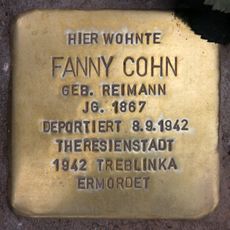 HIER WOHNTE
FANNY COHN
GEB. REIMANN
JG. 1867
DEPORTIERT 8.9.1942
THERESIENSTADT
1942 TREBLINKA
ERMORDET